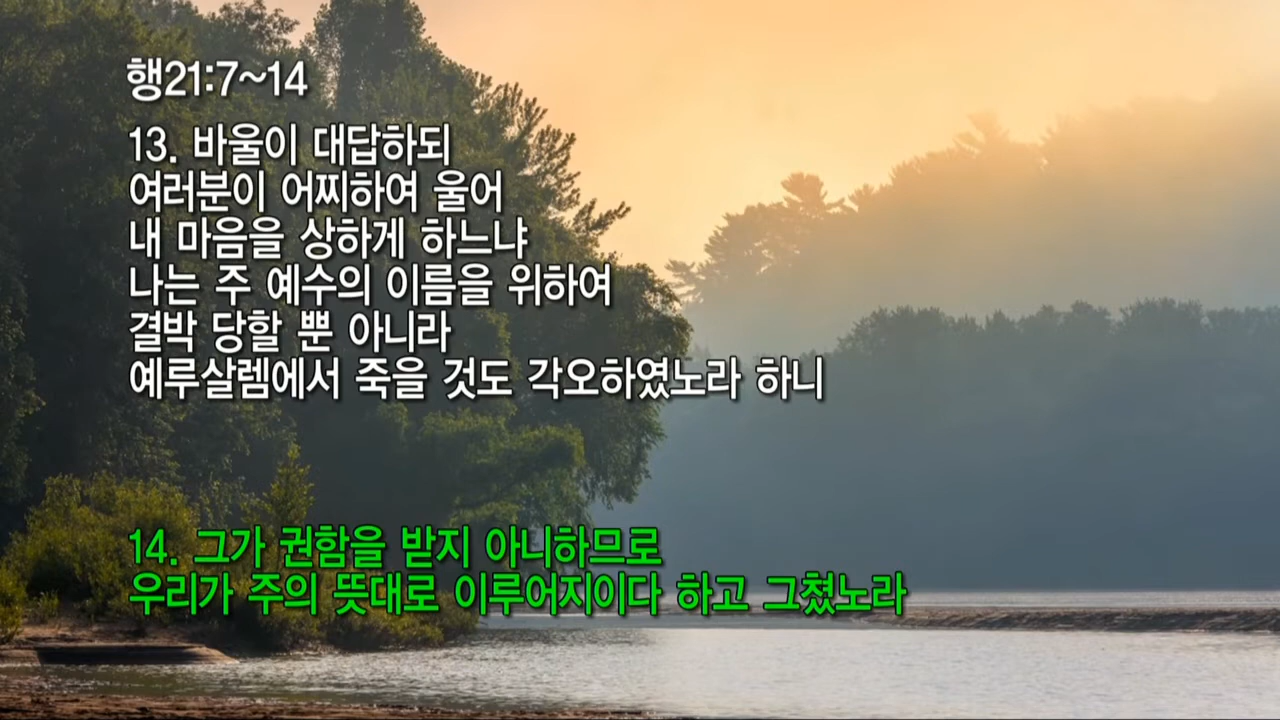 행21:7~14
13. 바울이 대답하되
여러분이 어찌하여 울어
내 마음을 상하게 하느냐
나는 주 예수의 이름을 위하여
결박 당할 뿐 아니라
예루살렘에서 죽을 것도 각오하였노라 하니
14. 그가 권함을 받지 아니하므로
우리가 주의 뜻대로 이루어지이다 하고 그쳤노라